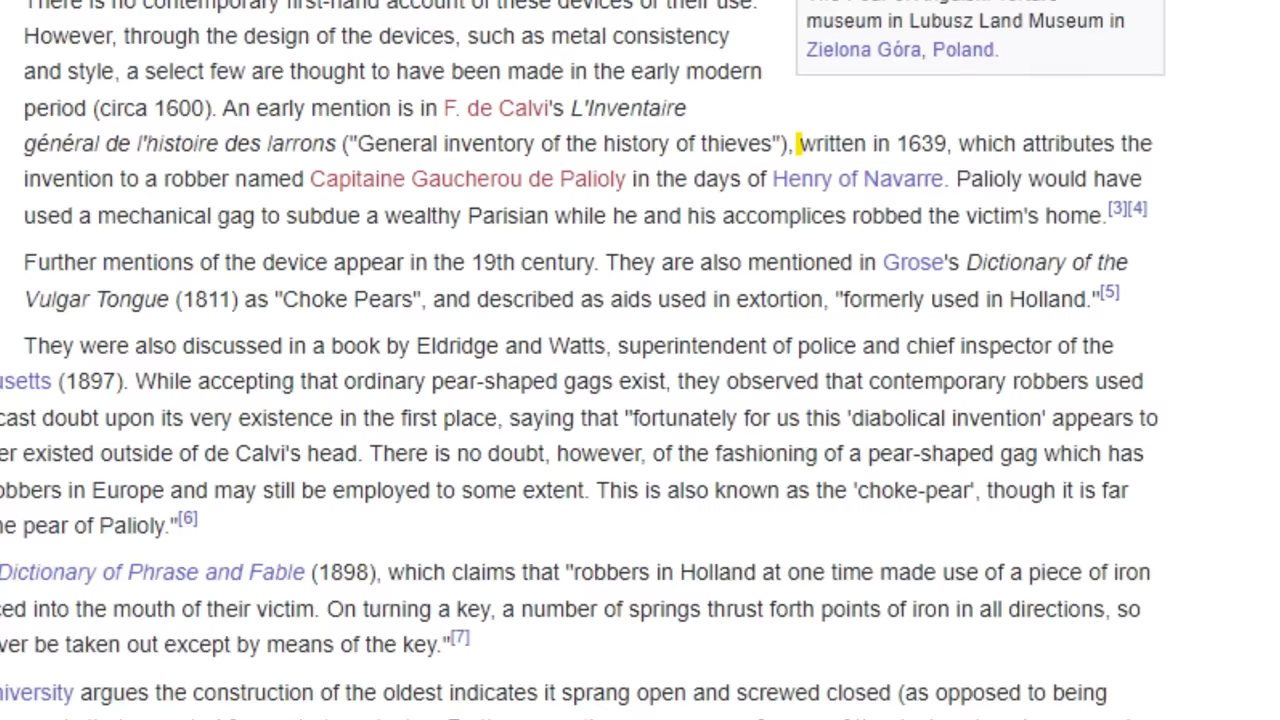 There is no contemporary first-hand account of these devices or their use.
museum in Lubusz Land Museum in
Zielona Góra, Poland.
However, through the design of the devices, such as metal consistency
and style, a select few are thought to have been made in the early modern
period (circa 1600). An early mention is in F. de Calvi's L'Inventaire
général de l'histoire des larrons ("General inventory of the history of thieves"), written in 1639, which attributes the
invention to a robber named Capitaine Gaucherou de Palioly in the days of Henry of Navarre. Palioly would have
used a mechanical gag to subdue a wealthy Parisian while he and his accomplices robbed the victim's home.[3][4]
Further mentions of the device appear in the 19th century. They are also mentioned in Grose's Dictionary of the
Vulgar Tongue (1811) as "Choke Pears", and described as aids used in extortion, "formerly used in Holland."[5]
They were also discussed in a book by Eldridge and Watts, superintendent of police and chief inspector of the
usetts (1897). While accepting that ordinary pear-shaped gags exist, they observed that contemporary robbers used
cast doubt upon its very existence in the first place, saying that "fortunately for us this 'diabolical invention' appears to
er existed outside of de Calvi's head. There is no doubt, however, of the fashioning of a pear-shaped gag which has
obbers in Europe and may still be employed to some extent. This is also known as the 'choke-pear', though it is far
ne pear of Palioly."[6]
Dictionary of Phrase and Fable (1898), which claims that "robbers in Holland at one time made use of a piece of iron
ced into the mouth of their victim. On turning a key, a number of springs thrust forth points of iron in all directions, so
ver be taken out except by means of the key."[7]
niversity argues the construction of the oldest indicates it sprang open and screwed closed (as opposed to being